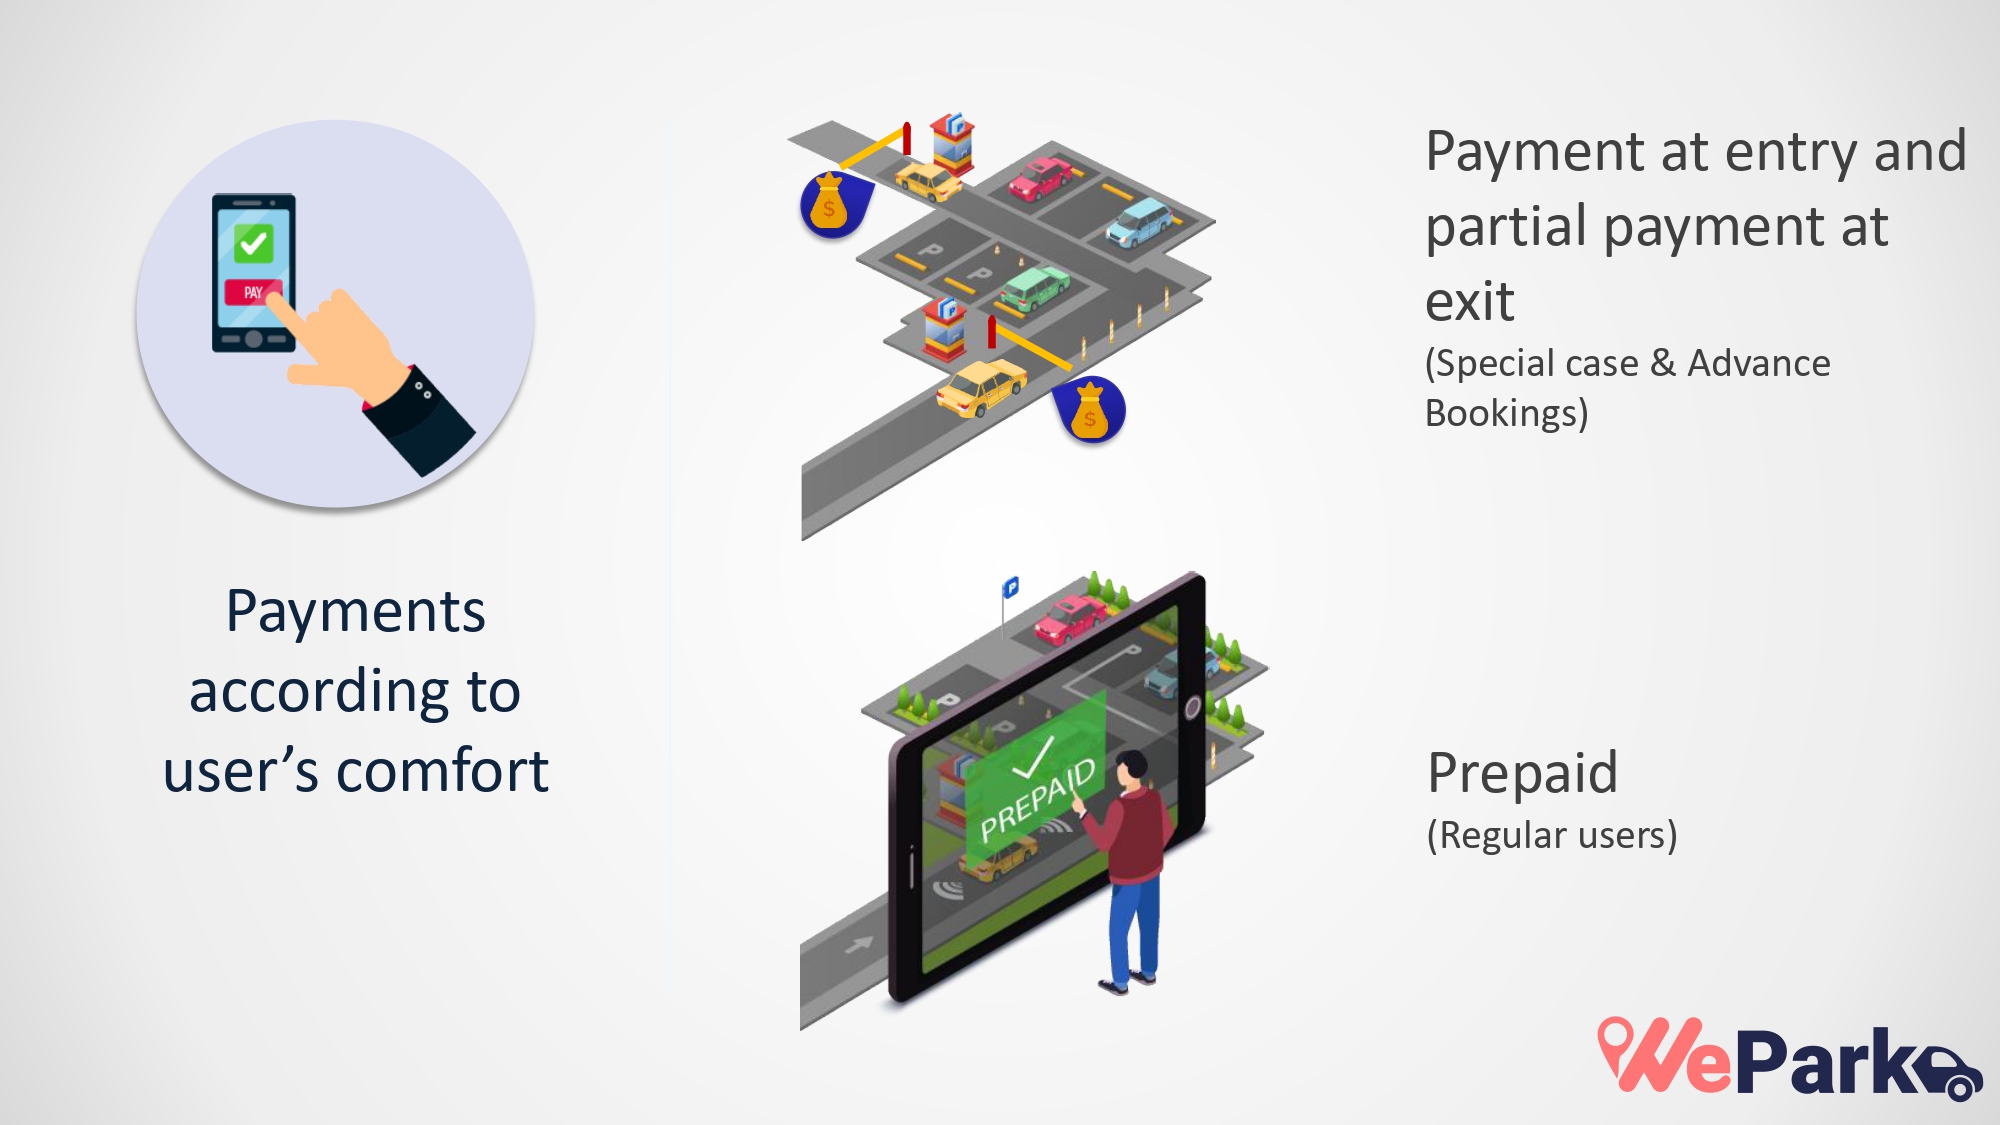 PAY
Payments
according to
user’s comfort
$
P
P
$
Payment at entry and
partial payment at
exit
(Special case & Advance
Bookings)
P
P
P
P
PREPAID
Prepaid
(Regular users)
WePark